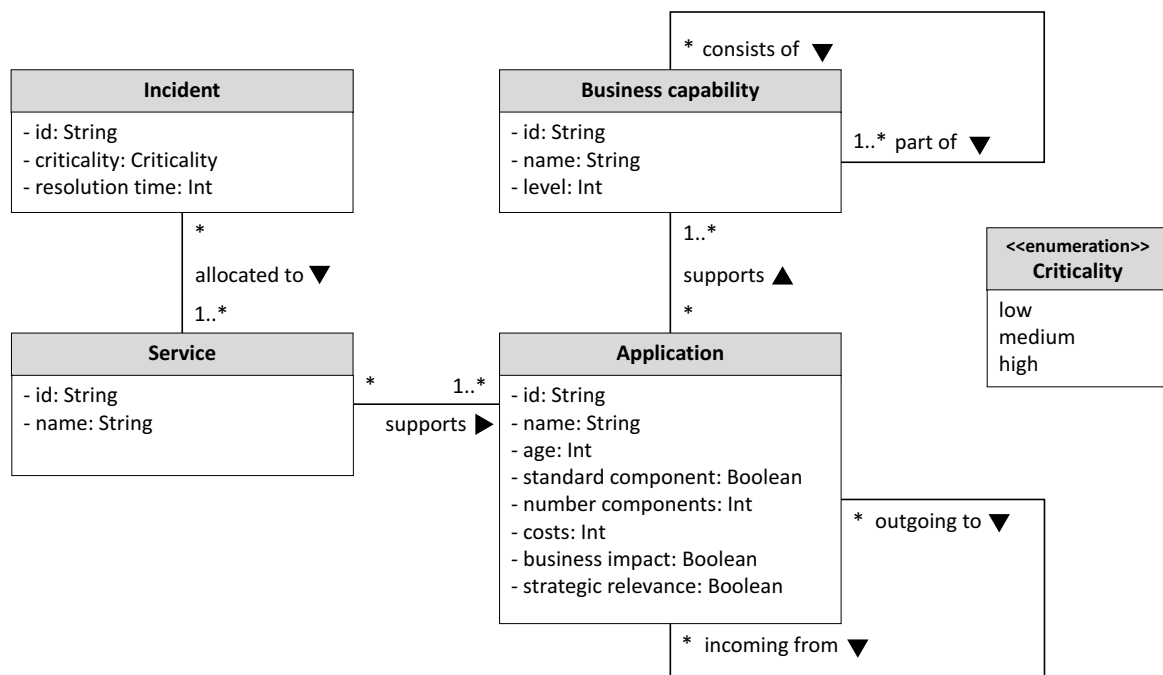 * consists of ▼
Incident
- id: String
- criticality: Criticality
- resolution time: Int
Business capability
- id: String
- name: String
- level: Int
1..* part of ▼
*
allocated to ▼
1..*
1..*
supports ▲
*
<<enumeration>>
Criticality
low
medium
high
Service
- id: String
- name: String
* 1..*
supports ▶
Application
- id: String
- name: String
- age: Int
- standard component: Boolean
- number components: Int
- costs: Int
- business impact: Boolean
- strategic relevance: Boolean
* outgoing to ▼
* incoming from ▼